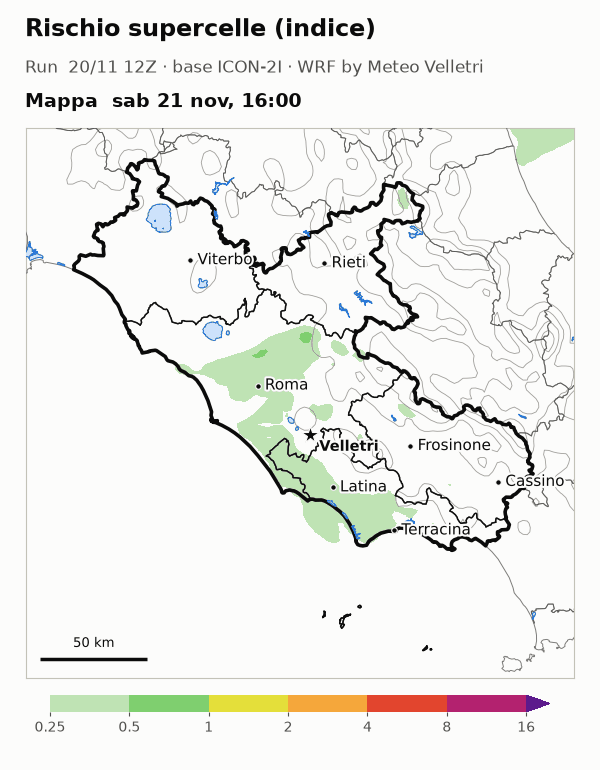 Rischio supercelle (indice)
Run  20/11 12Z · base ICON-2I · WRF by Meteo Velletri
Mappa  sab 21 nov, 16:00
Viterbo
Rieti
Roma
Velletri
Frosinone
Cassino
Latina
Terracina
50 km
0.25 0.5 1 2 4 8 16